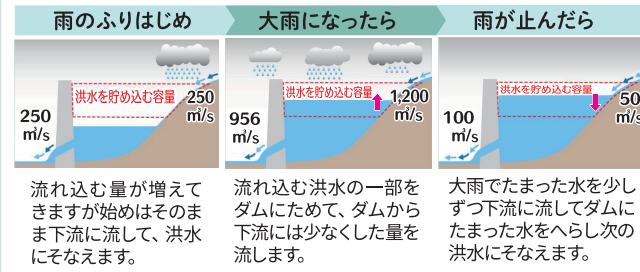 雨のふりはじめ
大雨になったら
雨が止んだら
洪水を貯め込む容量
250
㎥/s
250
㎥/s
流れ込む量が増えて
きますが始めはそのま
ま下流に流して、洪水
にそなえます。
洪水を貯め込む容量
1,200
㎥/s
956
㎥/s
流れ込む洪水の一部を
ダムにためて、ダムから
下流には少なくした量を
流します。
洪水を貯め込む容量
50
㎥/s
100
㎥/s
大雨でたまった水を少し
ずつ下流に流してダムに
たまった水をへらし次の
洪水にそなえます。